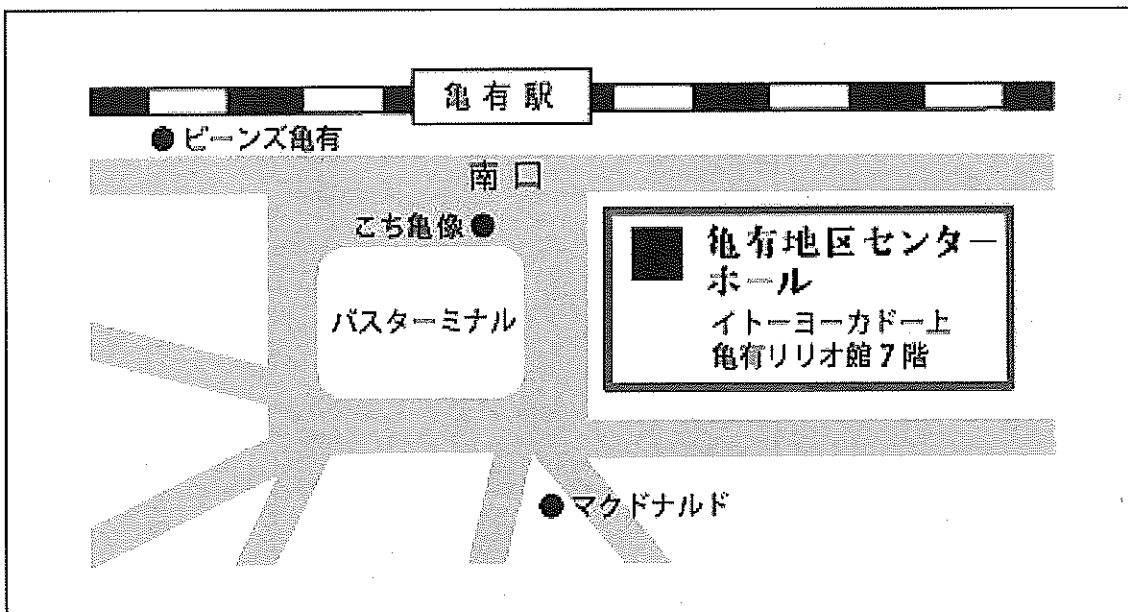 亀有駅
ビーンズ亀有
南口
こち亀像
バスターミナル
亀有地区センター
ホール
イトーヨーカドー上
亀有リリオ館7階
マクドナルド